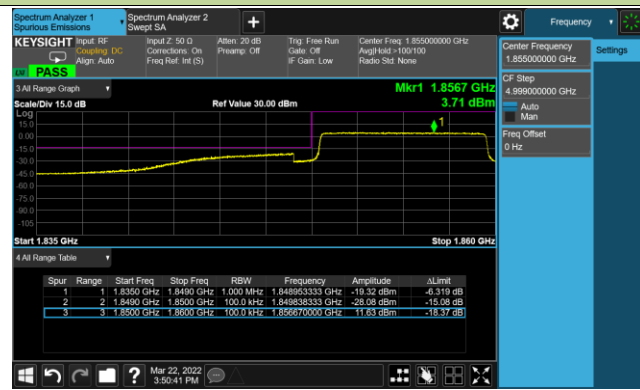 Spectrum Analyzer 1
Spurious Emissions
Spectrum Analyzer 2
Swept SA
+
Frequency
KEYSIGHT
Input: RF
Coupling: DC
Align: Auto
Input Z: 50 Ω
Corrections: On
Freq Ref: Int (S)
Atten: 20 dB
Preamp: Off
Trig: Free Run
Gate: Off
IF Gain: Low
Center Freq: 1.855000000 GHz
Avg|Hold:>100/100
Radio Std: None
LW PASS
Center Frequency
1.855000000 GHz
Settings
CF Step
4.999000000 GHz
Auto
Man
Freq Offset
0 Hz
3 All Range Graph
Mkr1 1.8567 GHz
3.71 dBm
Scale/Div 15.0 dB
Ref Value 30.00 dBm
Log
15.0
0.00
-15.0
-30.0
-45.0
-60.0
-75.0
-90.0
-105
1
Start 1.835 GHz
Stop 1.860 GHz
4 All Range Table
Spur Range Start Freq Stop Freq RBW Frequency Amplitude ΔLimit
1 1 1.8350 GHz 1.8490 GHz 1.000 MHz 1.848953333 GHz -19.32 dBm -6.319 dB
2 2 1.8490 GHz 1.8500 GHz 100.0 kHz 1.849838333 GHz -28.08 dBm -15.08 dB
3 3 1.8500 GHz 1.8600 GHz 100.0 kHz 1.856670000 GHz 11.63 dBm -18.37 dB
?
Mar 22, 2022
3:50:41 PM